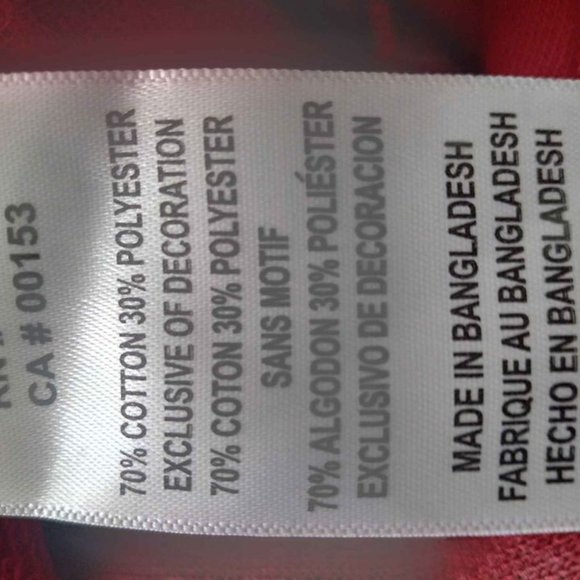 CA # 00153
70% COTTON 30% POLYESTER
EXCLUSIVE OF DECORATION
70% COTON 30% POLYESTER
SANS MOTIF
70% ALGODON 30% POLIÉSTER
EXCLUSIVO DE DECORACION
MADE IN BANGLADESH
FABRIQUE AU BANGLADESH
HECHO EN BANGLADESH